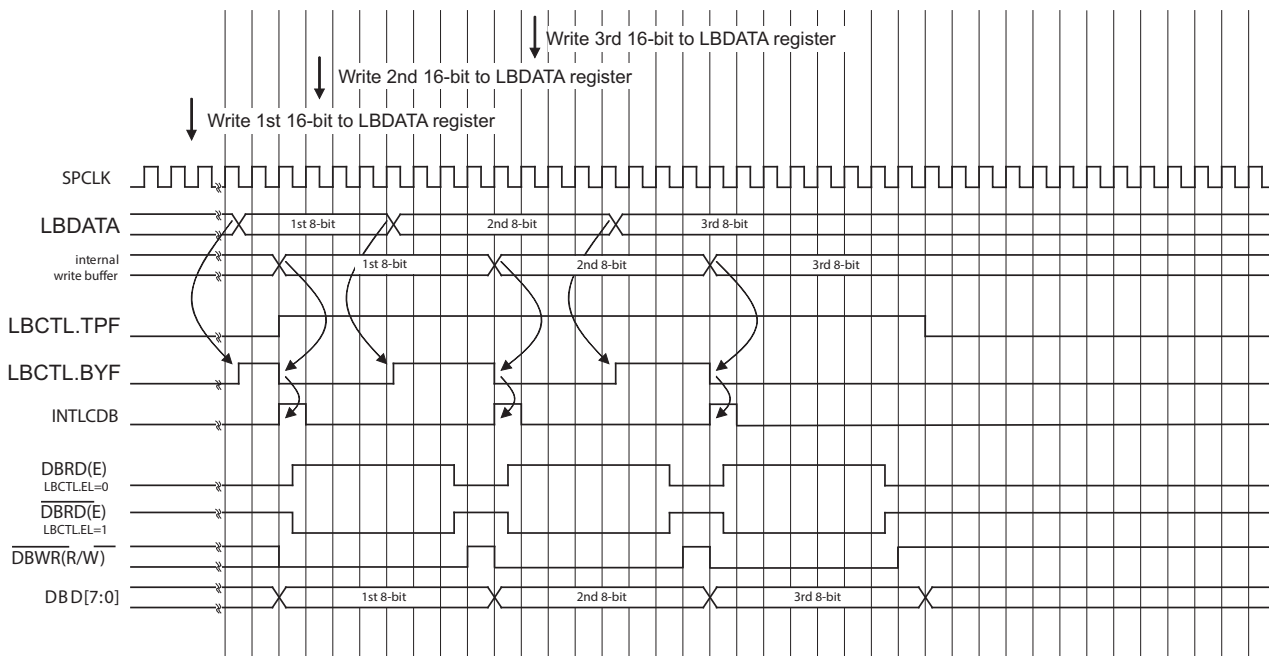 Write 3rd 16-bit to LBDATA register
Write 2nd 16-bit to LBDATA register
Write 1st 16-bit to LBDATA register
SPCLK
LBDATA 1st 8-bit 2nd 8-bit 3rd 8-bit
internal
write buffer 1st 8-bit 2nd 8-bit 3rd 8-bit
LBCTL.TPF
LBCTL.BYF
INTLCDB
DBRD(E)
LBCTL.EL=0
DBRD(E)
LBCTL.EL=1
DBWR(R/W)
DBD[7:0] 1st 8-bit 2nd 8-bit 3rd 8-bit